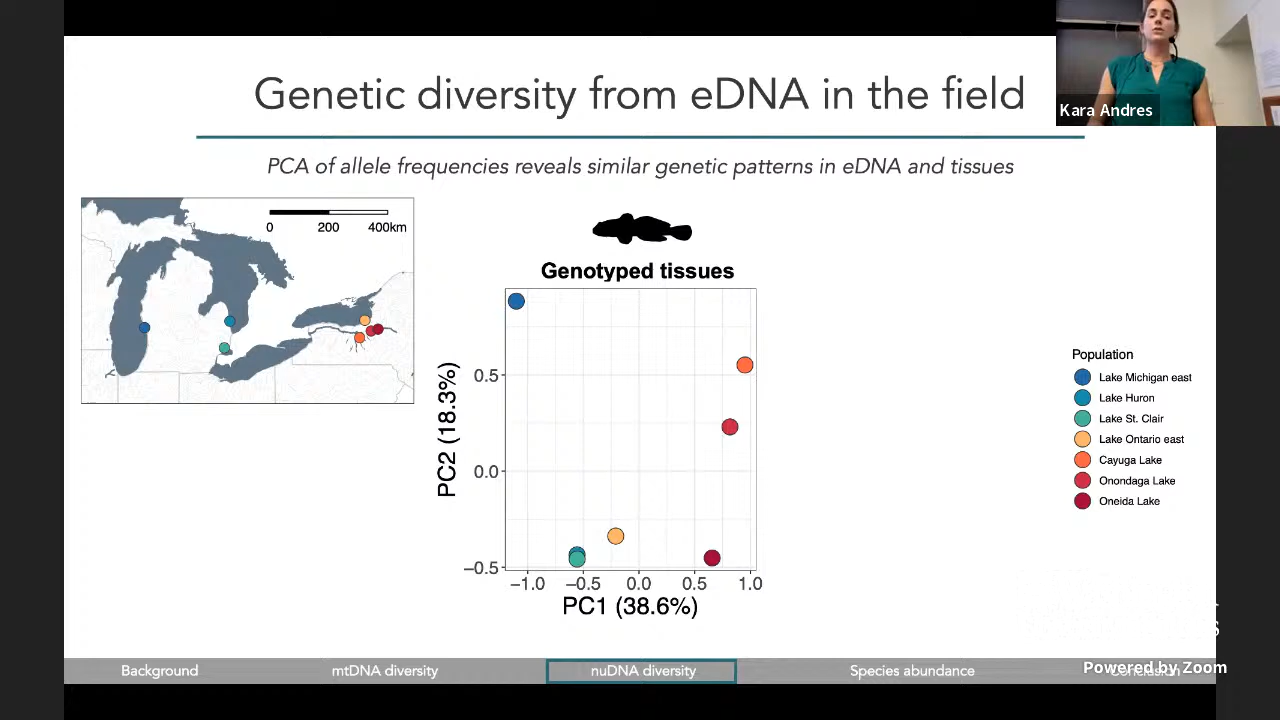 Genetic diversity from eDNA in the field
Kara Andres
PCA of allele frequencies reveals similar genetic patterns in eDNA and tissues
0 200 400km
Genotyped tissues
PC2 (18.3%)
0.5
0.0
−0.5
−1.0 −0.5 0.0 0.5 1.0
PC1 (38.6%)
Population
Lake Michigan east
Lake Huron
Lake St. Clair
Lake Ontario east
Cayuga Lake
Onondaga Lake
Oneida Lake
Background mtDNA diversity nuDNA diversity Species abundance Conclusion
Powered by Zoom